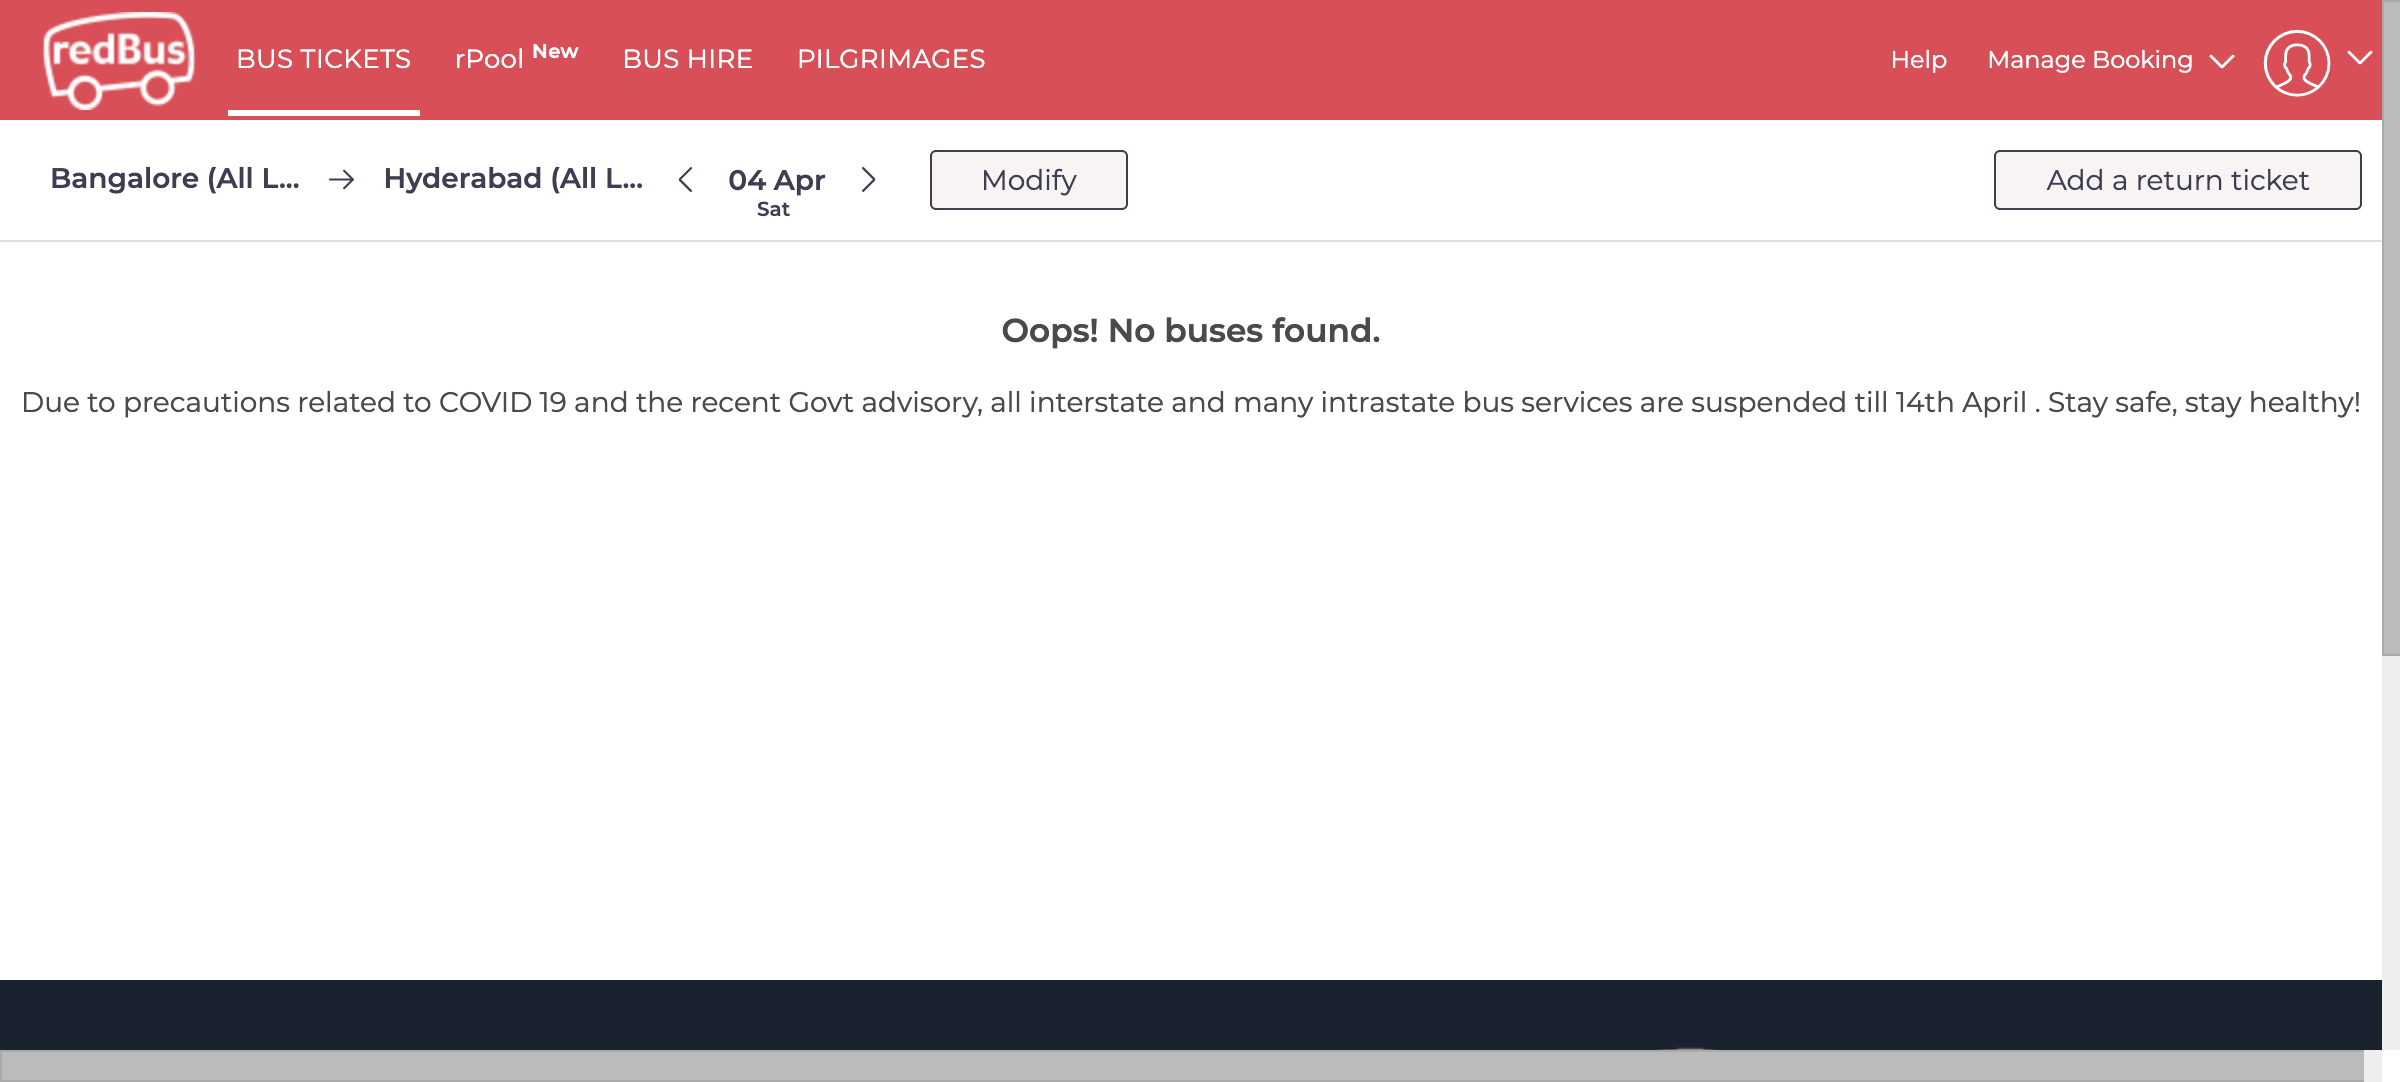 redBus
BUS TICKETS rPool New BUS HIRE PILGRIMAGES Help Manage Booking
Bangalore (All L... → Hyderabad (All L... < 04 Apr > Modify Add a return ticket
Sat
Oops! No buses found.
Due to precautions related to COVID 19 and the recent Govt advisory, all interstate and many intrastate bus services are suspended till 14th April . Stay safe, stay healthy!